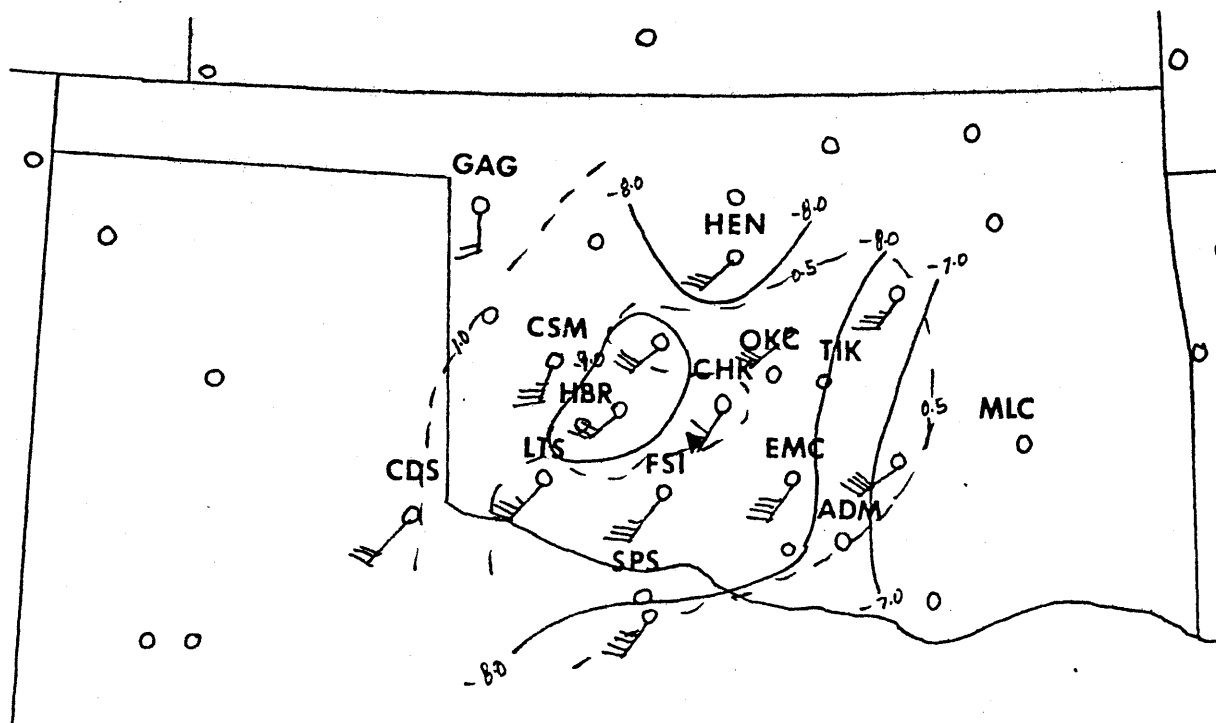 GAG
-8.0
-8.0
HEN
-8.0
0.5
-7.0
CSM
OKC
TIK
-1.0
-9.0
CHK
HBR
0.5
MLC
LTS
FSI
EMC
CDS
ADM
SPS
-7.0
-8.0